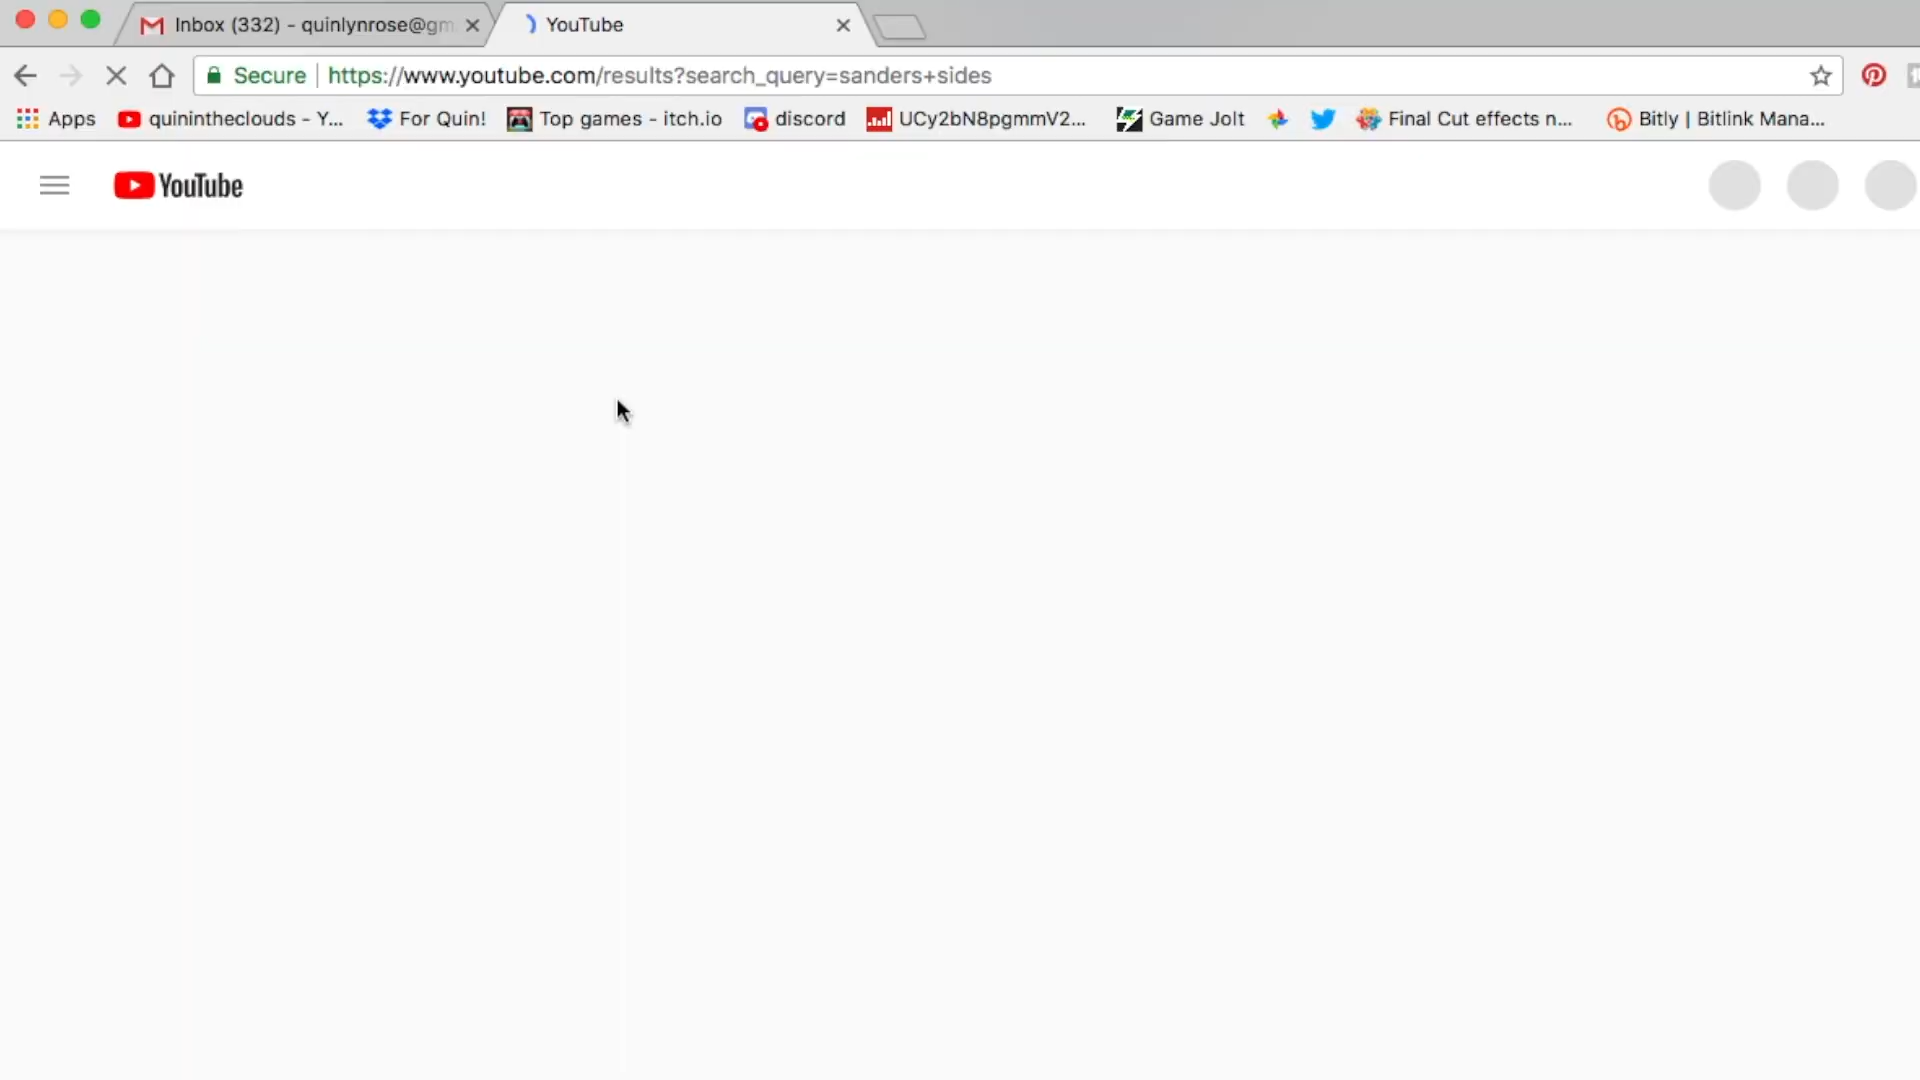 Inbox (332) - quinlynrose@gm
YouTube
Secure
https://www.youtube.com/results?search_query=sanders+sides
Apps
quinintheclouds - Y...
For Quin!
Top games - itch.io
discord
UCy2bN8pgmmV2...
Game Jolt
Final Cut effects n...
Bitly | Bitlink Mana...
YouTube